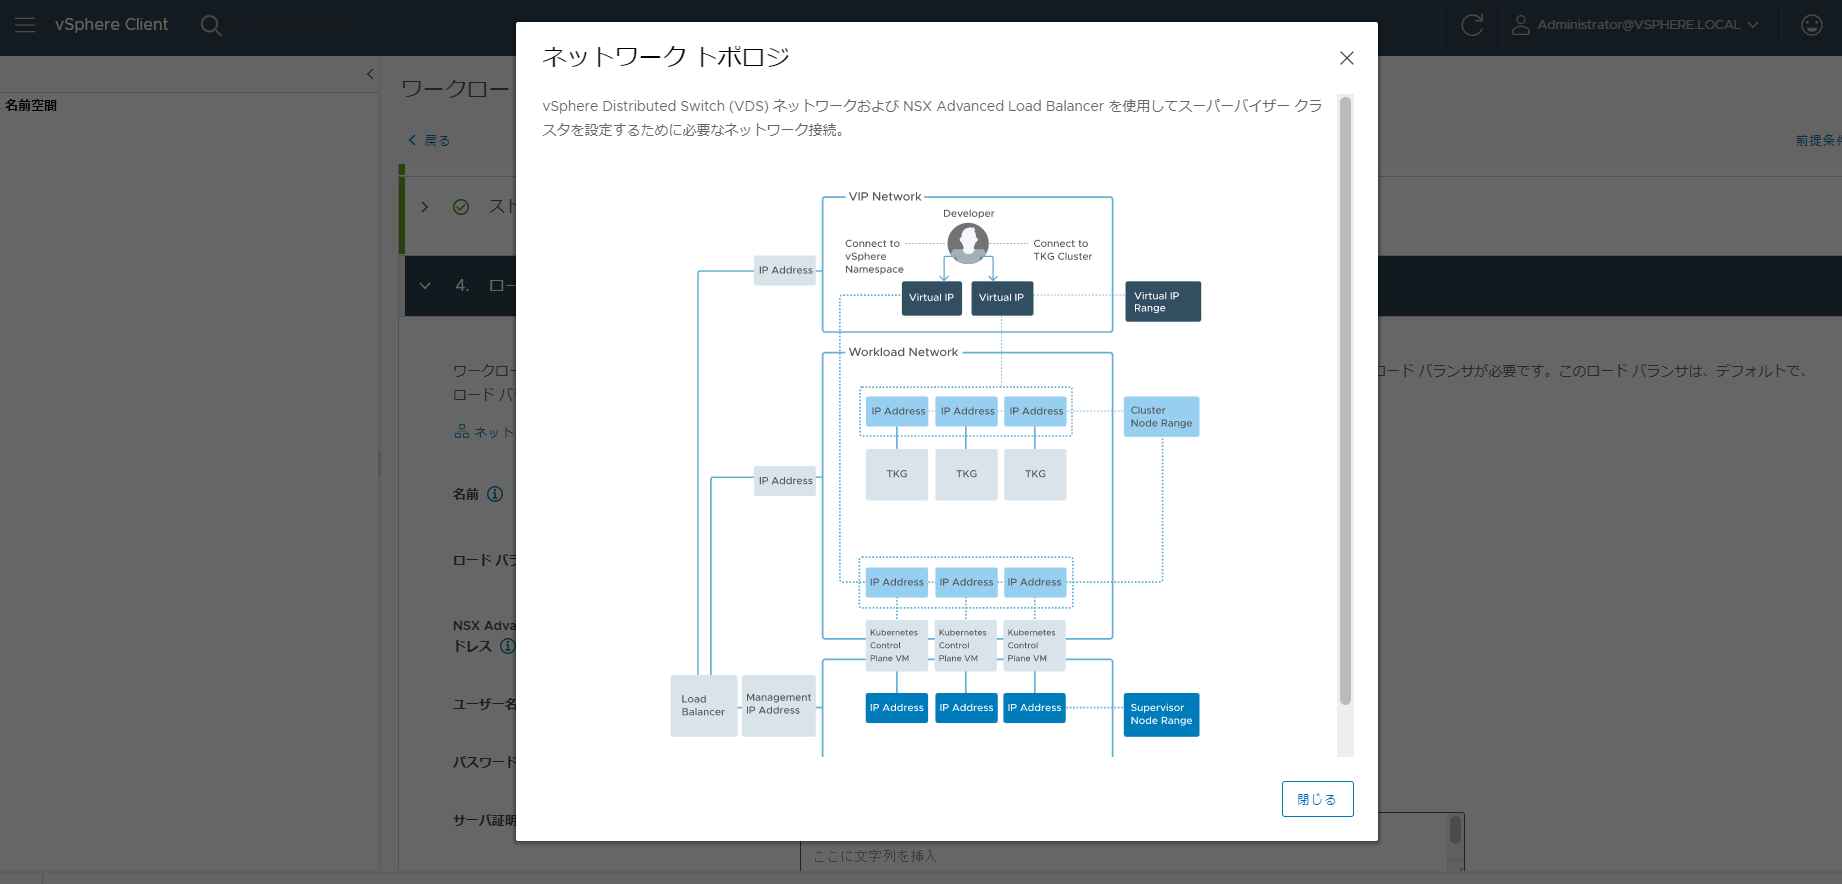 vSphere Client
Administrator@VSPHERE.LOCAL
名前空間
ワークロー
戻る
前提条件
スト
4. ロー
ワークロー
ロード バランサが必要です。このロード バランサは、デフォルトで、
ロード バ
ネット
名前
ロード バラ
NSX Adva
ドレス
ユーザー名
パスワード
サーバ証明
ここに文字列を挿入
ネットワーク トポロジ
vSphere Distributed Switch (VDS) ネットワークおよび NSX Advanced Load Balancer を使用してスーパーバイザー クラ
スタを設定するために必要なネットワーク接続。
VIP Network
Developer
Connect to
vSphere
Namespace
Connect to
TKG Cluster
IP Address
Virtual IP
Virtual IP
Virtual IP
Range
Workload Network
IP Address
IP Address
IP Address
Cluster
Node Range
IP Address
TKG
TKG
TKG
IP Address
IP Address
IP Address
Kubernetes
Control
Plane VM
Kubernetes
Control
Plane VM
Kubernetes
Control
Plane VM
Load
Balancer
Management
IP Address
IP Address
IP Address
IP Address
Supervisor
Node Range
閉じる